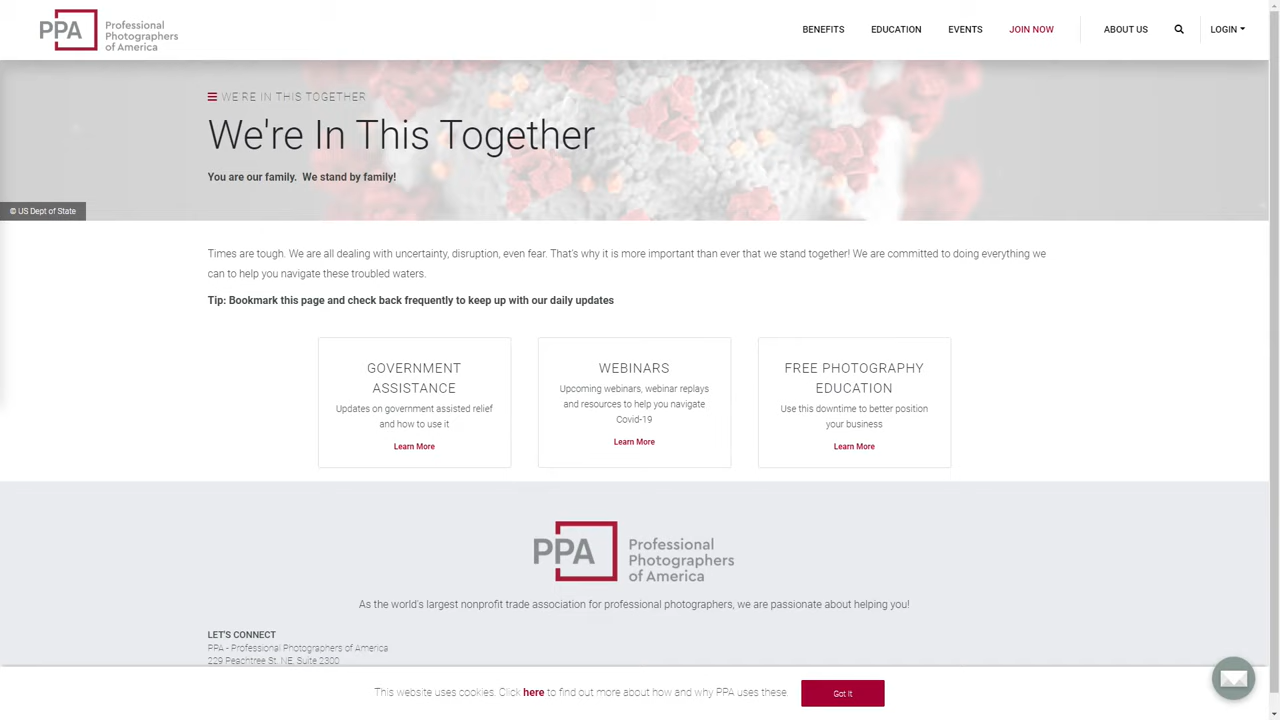 PPA Professional
Photographers
of America
BENEFITS EDUCATION EVENTS JOIN NOW ABOUT US LOGIN
WE'RE IN THIS TOGETHER
We're In This Together
You are our family. We stand by family!
© US Dept of State
Times are tough. We are all dealing with uncertainty, disruption, even fear. That's why it is more important than ever that we stand together! We are committed to doing everything we
can to help you navigate these troubled waters.
Tip: Bookmark this page and check back frequently to keep up with our daily updates
GOVERNMENT
ASSISTANCE
Updates on government assisted relief
and how to use it
Learn More
WEBINARS
Upcoming webinars, webinar replays
and resources to help you navigate
Covid-19
Learn More
FREE PHOTOGRAPHY
EDUCATION
Use this downtime to better position
your business
Learn More
PPA Professional
Photographers
of America
As the world's largest nonprofit trade association for professional photographers, we are passionate about helping you!
LET'S CONNECT
PPA - Professional Photographers of America
229 Peachtree St. NE, Suite 2300
This website uses cookies. Click here to find out more about how and why PPA uses these. Got It